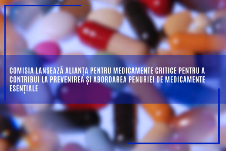 COMISIA LANSEAZĂ ALIANȚA PENTRU MEDICAMENTE CRITICE PENTRU A
CONTRIBUI LA PREVENIREA ȘI ABORDAREA PENURIEI DE MEDICAMENTE
ESENȚIALE